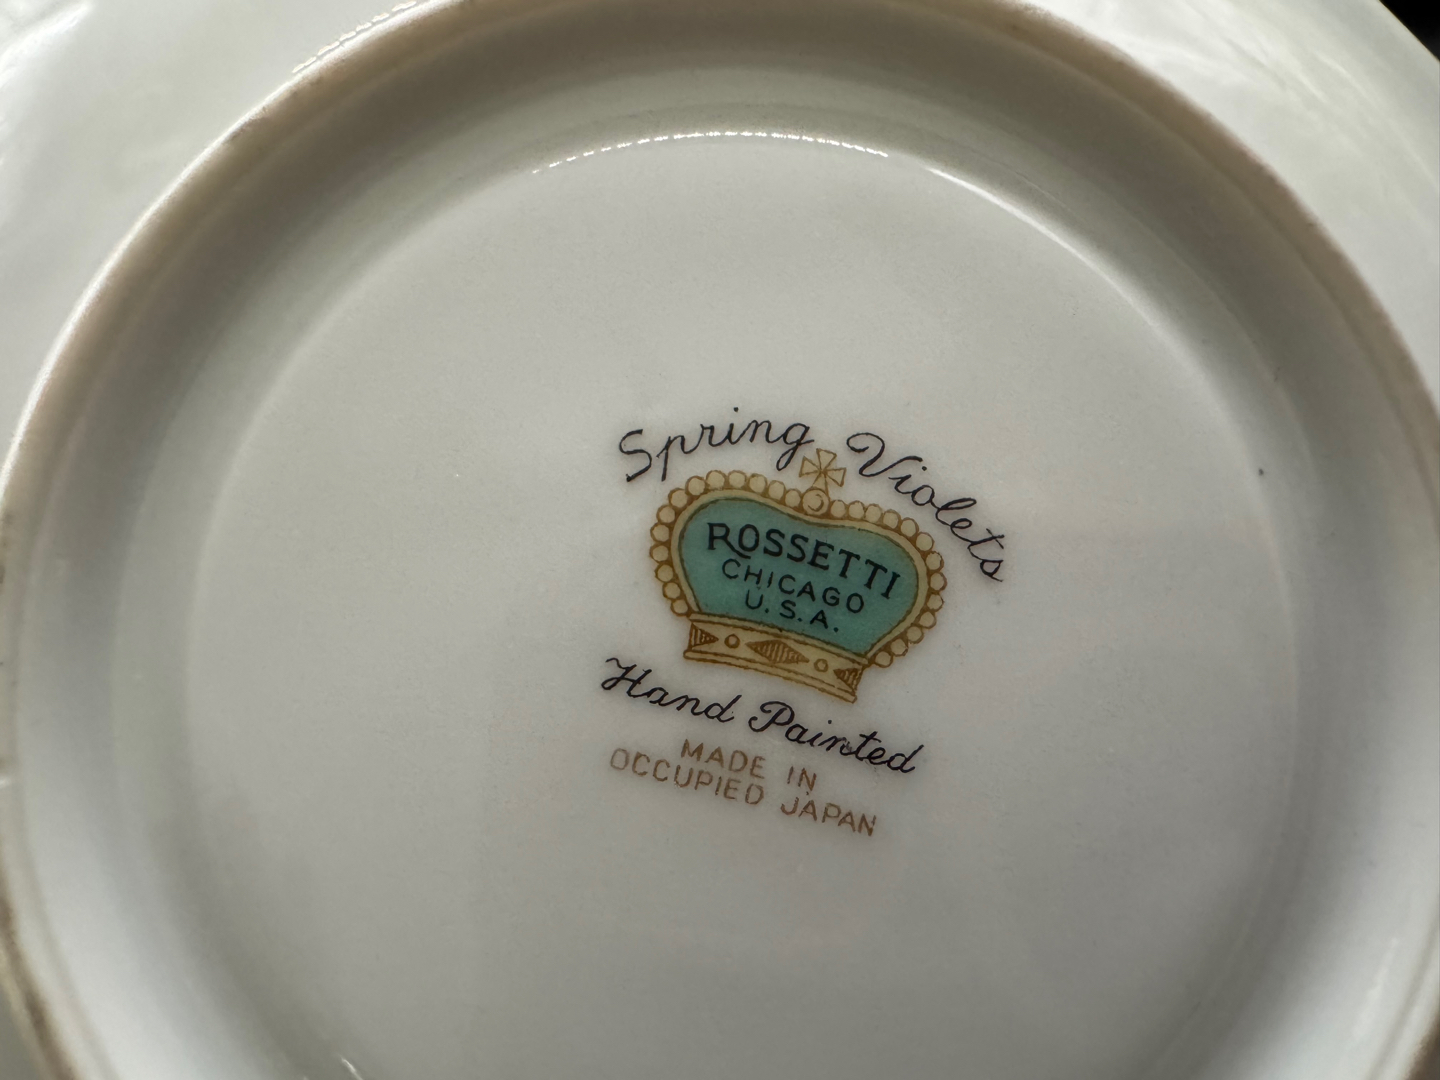 Spring Violets
ROSSETTI
CHICAGO
U.S.A.
Hand Painted
MADE IN
OCCUPIED JAPAN